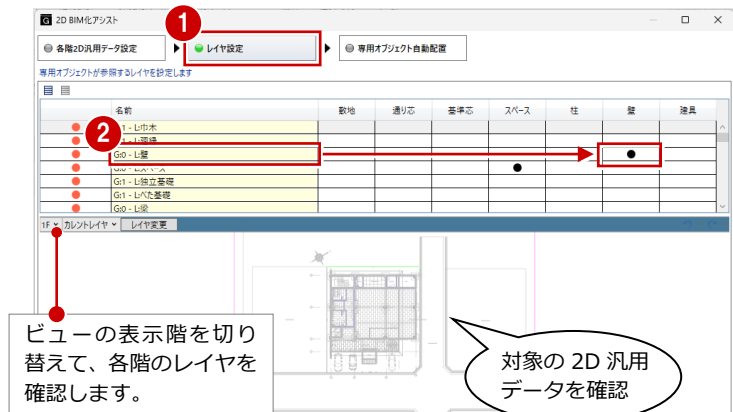 2D BIM化アシスト
1
各階2D汎用データ設定
レイヤ設定
専用オブジェクト自動配置
専用オブジェクトが参照するレイヤを設定します
名前 敷地 通り芯 基準芯 スペース 柱 壁 建具
L:巾木
2
G:0 - L:壁
G:1 - L:独立基礎
G:1 - L:べた基礎
G:0 - L:梁
1F カレントレイヤ レイヤ変更
ビューの表示階を切り
替えて、各階のレイヤを
確認します。
対象の 2D 汎用
データを確認